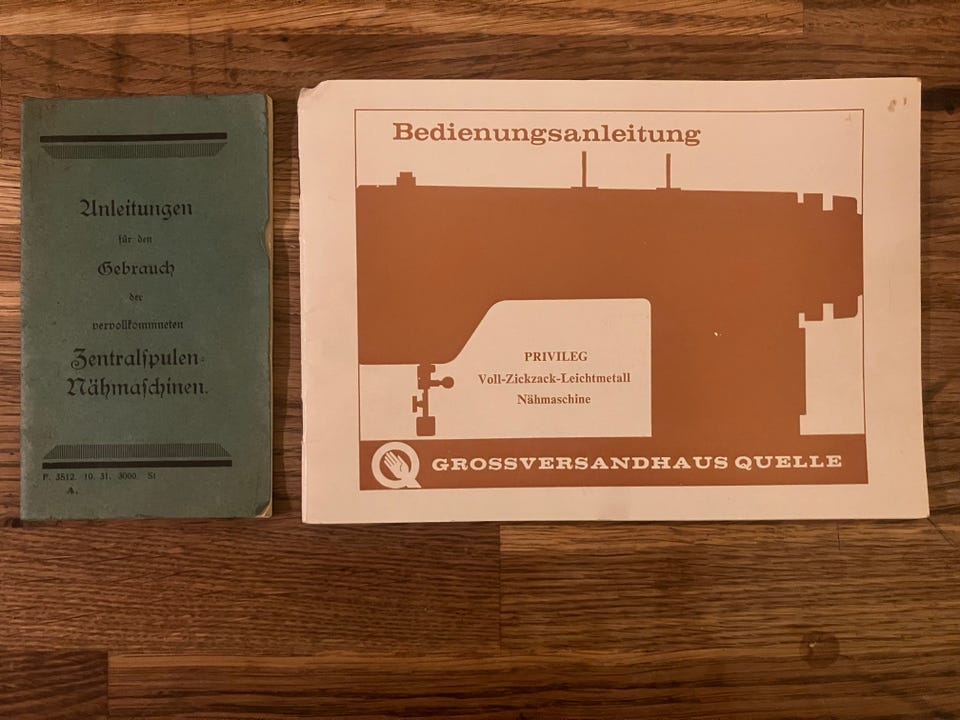 Anleitungen
für den
Gebrauch
der
vervollkommneten
Zentralspulen-
Nähmaschinen.
F. 3512. 10. 31. 3000. St
A.
Bedienungsanleitung
PRIVILEG
Voll-Zickzack-Leichtmetall
Nähmaschine
GROSSVERSANDHAUS QUELLE